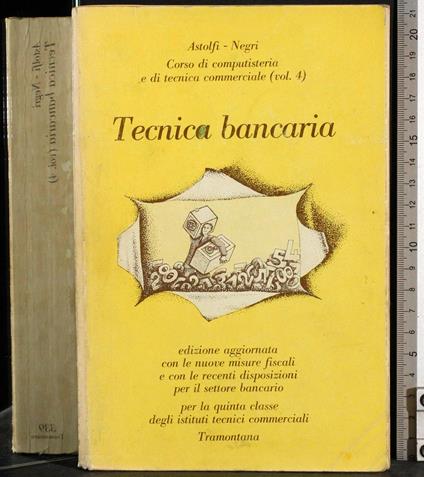 Astolfi - Negri
Corso di computisteria
e di tecnica commerciale (vol. 4)
Tecnica bancaria
edizione aggiornata
con le nuove misure fiscali
e con le recenti disposizioni
per il settore bancario
per la quinta classe
degli istituti tecnici commerciali
Tramontana
Astolfi - Negri
Tecnica bancaria (vol. 4)